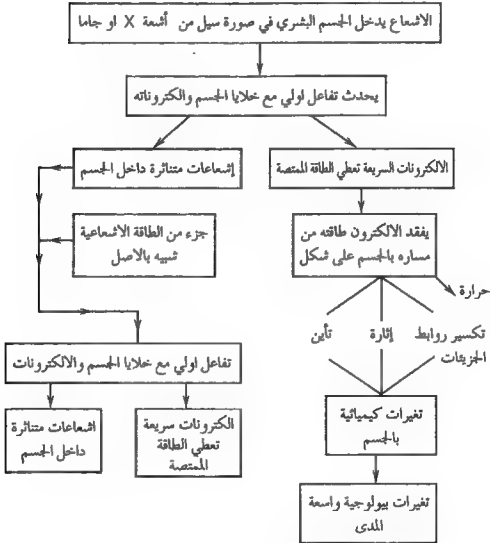 الاشعاع يدخل الجسم البشري في صورة سيل من أشعة X او جاما
يحدث تفاعل اولي مع خلايا الجسم والكتروناته
الالكترونات السريعة تعطي الطاقة الممتصة
إشعاعات متناثرة داخل الجسم
يفقد الالكترون طاقته من
مساره بالجسم على شكل
جزء من الطاقة الاشعاعية
شبيه بالاصل
حرارة
تكسير روابط
الجزيئات
إثارة
تأين
تفاعل اولي مع خلايا الجسم والالكترونات
تغيرات كيميائية
بالجسم
الكترونات سريعة
تعطي الطاقة
الممتصة
اشعاعات متناثرة
داخل الجسم
تغيرات بيولوجية واسعة
المدى